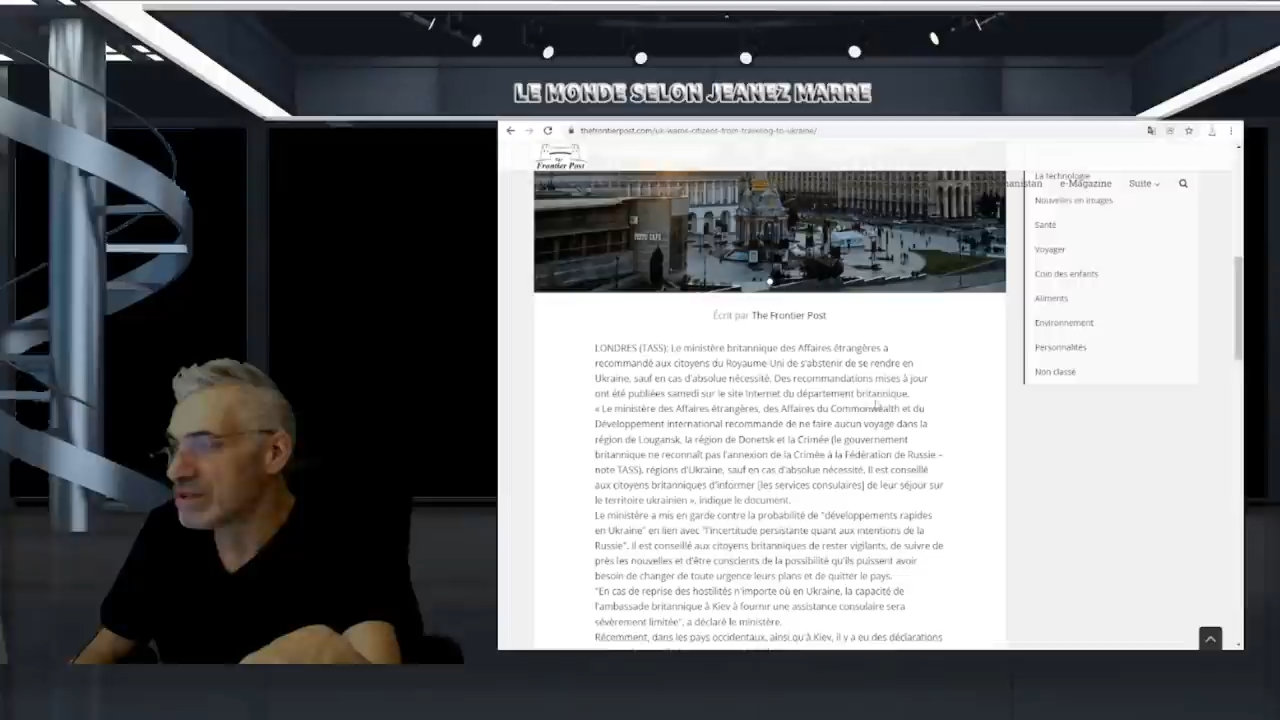 LE MONDE SELON JEANEZ MARRE
thefrontierpost.com/uk-warns-citizens-from-traveling-to-ukraine/
The
Frontier Post
La technologie
e-Magazine
Suite
Nouvelles en images
Santé
Voyager
Coin des enfants
Aliments
Environnement
Personnalités
Non classé
Écrit par The Frontier Post
LONDRES (TASS): Le ministère britannique des Affaires étrangères a
recommandé aux citoyens du Royaume-Uni de s'abstenir de se rendre en
Ukraine, sauf en cas d'absolue nécessité. Des recommandations mises à jour
ont été publiées samedi sur le site Internet du département britannique.
« Le ministère des Affaires étrangères, des Affaires du Commonwealth et du
Développement international recommande de ne faire aucun voyage dans la
région de Lougansk, la région de Donetsk et la Crimée (le gouvernement
britannique ne reconnaît pas l'annexion de la Crimée à la Fédération de Russie –
note TASS), régions d'Ukraine, sauf en cas d'absolue nécessité. Il est conseillé
aux citoyens britanniques d'informer [les services consulaires] de leur séjour sur
le territoire ukrainien », indique le document.
Le ministère a mis en garde contre la probabilité de "développements rapides
en Ukraine" en lien avec "l'incertitude persistante quant aux intentions de la
Russie". Il est conseillé aux citoyens britanniques de rester vigilants, de suivre de
près les nouvelles et d'être conscients de la possibilité qu'ils puissent avoir
besoin de changer de toute urgence leurs plans et de quitter le pays.
"En cas de reprise des hostilités n'importe où en Ukraine, la capacité de
l'ambassade britannique à Kiev à fournir une assistance consulaire sera
sévèrement limitée", a déclaré le ministère.
Récemment, dans les pays occidentaux, ainsi qu'à Kiev, il y a eu des déclarations